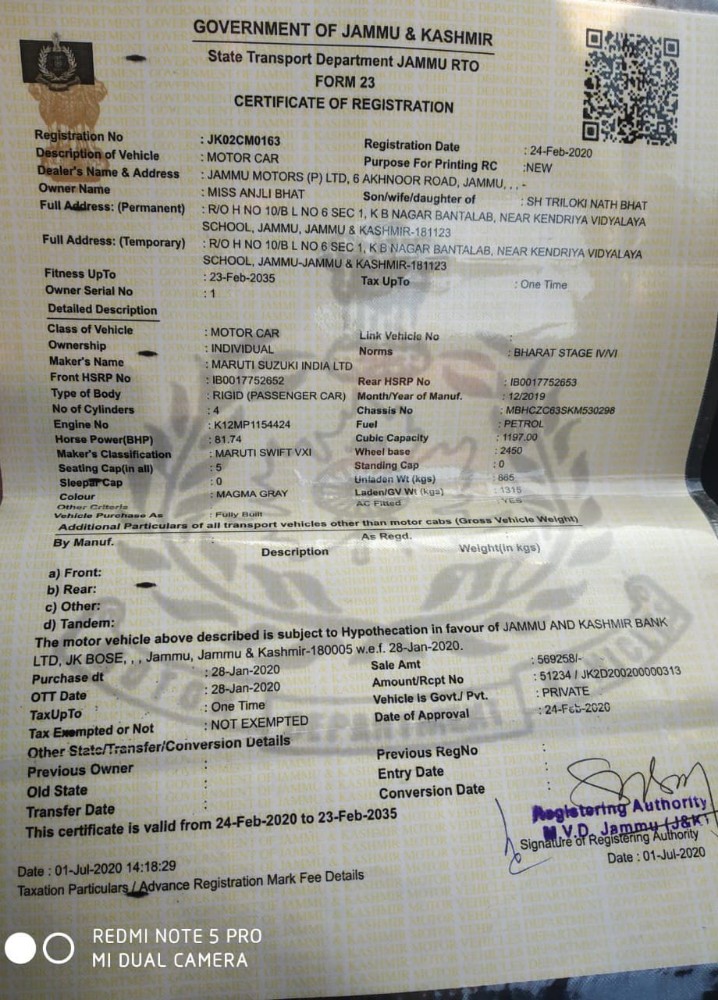 GOVERNMENT OF JAMMU & KASHMIR
State Transport Department JAMMU RTO
FORM 23
CERTIFICATE OF REGISTRATION
Registration No : JK02CM0163 Registration Date : 24-Feb-2020
Description of Vehicle : MOTOR CAR Purpose For Printing RC :NEW
Dealer's Name & Address : JAMMU MOTORS (P) LTD, 6 AKHNOOR ROAD, JAMMU, , , -
Owner Name : MISS ANJLI BHAT Son/wife/daughter of : SH TRILOKI NATH BHAT
Full Address: (Permanent) : R/O H NO 10/B L NO 6 SEC 1, K B NAGAR BANTALAB, NEAR KENDRIYA VIDYALAYA
SCHOOL, JAMMU, JAMMU & KASHMIR-181123
Full Address: (Temporary) : R/O H NO 10/B L NO 6 SEC 1, K B NAGAR BANTALAB, NEAR KENDRIYA VIDYALAYA
SCHOOL, JAMMU-JAMMU & KASHMIR-181123
Fitness UpTo : 23-Feb-2035 Tax UpTo : One Time
Owner Serial No : 1
Detailed Description
Class of Vehicle : MOTOR CAR Link Vehicle No :
Ownership : INDIVIDUAL Norms : BHARAT STAGE IV/VI
Maker's Name : MARUTI SUZUKI INDIA LTD
Front HSRP No : IB0017752652 Rear HSRP No : IB0017752653
Type of Body : RIGID (PASSENGER CAR) Month/Year of Manuf. : 12/2019
No of Cylinders : 4 Chassis No : MBHCZC63SKM530298
Engine No : K12MP1154424 Fuel : PETROL
Horse Power(BHP) : 81.74 Cubic Capacity : 1197.00
Maker's Classification : MARUTI SWIFT VXI Wheel base : 2450
Seating Cap(in all) : 5 Standing Cap : 0
Sleeper Cap : 0 Unladen Wt (kgs) : 885
Colour : MAGMA GRAY Laden/GV Wt (kgs) : 1315
Other Criteria AC Fitted : YES
Vehicle Purchase As : Fully Built
Additional Particulars of all transport vehicles other than motor cabs (Gross Vehicle Weight)
By Manuf. : As Regd.
Description Weight(in kgs)
a) Front:
b) Rear:
c) Other:
d) Tandem:
The motor vehicle above described is subject to Hypothecation in favour of JAMMU AND KASHMIR BANK
LTD, JK BOSE, , , Jammu, Jammu & Kashmir-180005 w.e.f. 28-Jan-2020.
Purchase dt : 28-Jan-2020 Sale Amt : 569258/-
OTT Date : 28-Jan-2020 Amount/Rcpt No : 51234 / JK2D200200000313
TaxUpTo : One Time Vehicle is Govt./ Pvt. : PRIVATE
Tax Exempted or Not : NOT EXEMPTED Date of Approval : 24-Feb-2020
Other State/Transfer/Conversion Details
Previous Owner : Previous RegNo :
Old State : Entry Date :
Transfer Date : Conversion Date :
This certificate is valid from 24-Feb-2020 to 23-Feb-2035
Registering Authority
M.V.D. Jammu (J&K)
Signature of Registering Authority
Date : 01-Jul-2020 14:18:29 Date : 01-Jul-2020
Taxation Particulars / Advance Registration Mark Fee Details
REDMI NOTE 5 PRO
MI DUAL CAMERA